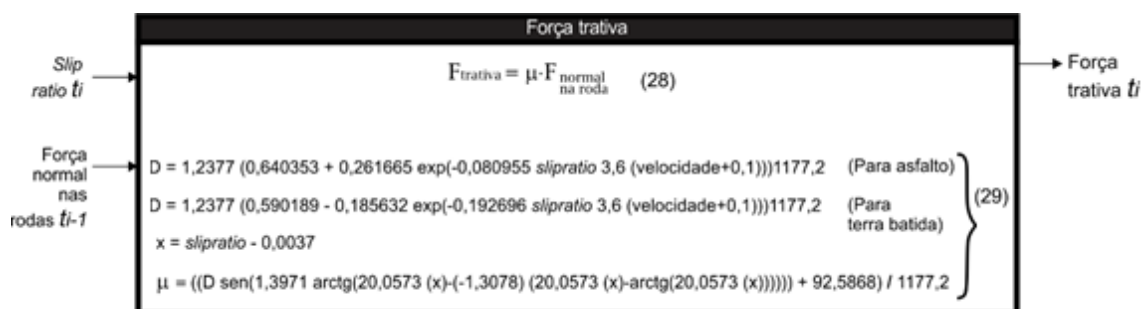 Força trativa
Slip
ratio ti
Ftrativa = μ·Fnormal na roda (28)
Força
trativa ti
Força
normal
nas
rodas ti-1
D = 1,2377 (0,640353 + 0,261665 exp(-0,080955 slipratio 3,6 (velocidade+0,1)))1177,2 (Para asfalto)
D = 1,2377 (0,590189 - 0,185632 exp(-0,192696 slipratio 3,6 (velocidade+0,1)))1177,2 (Para
terra batida)
(29)
x = slipratio - 0,0037
μ = ((D sen(1,3971 arctg(20,0573 (x)-(-1,3078) (20,0573 (x)-arctg(20,0573 (x)))))) + 92,5868) / 1177,2